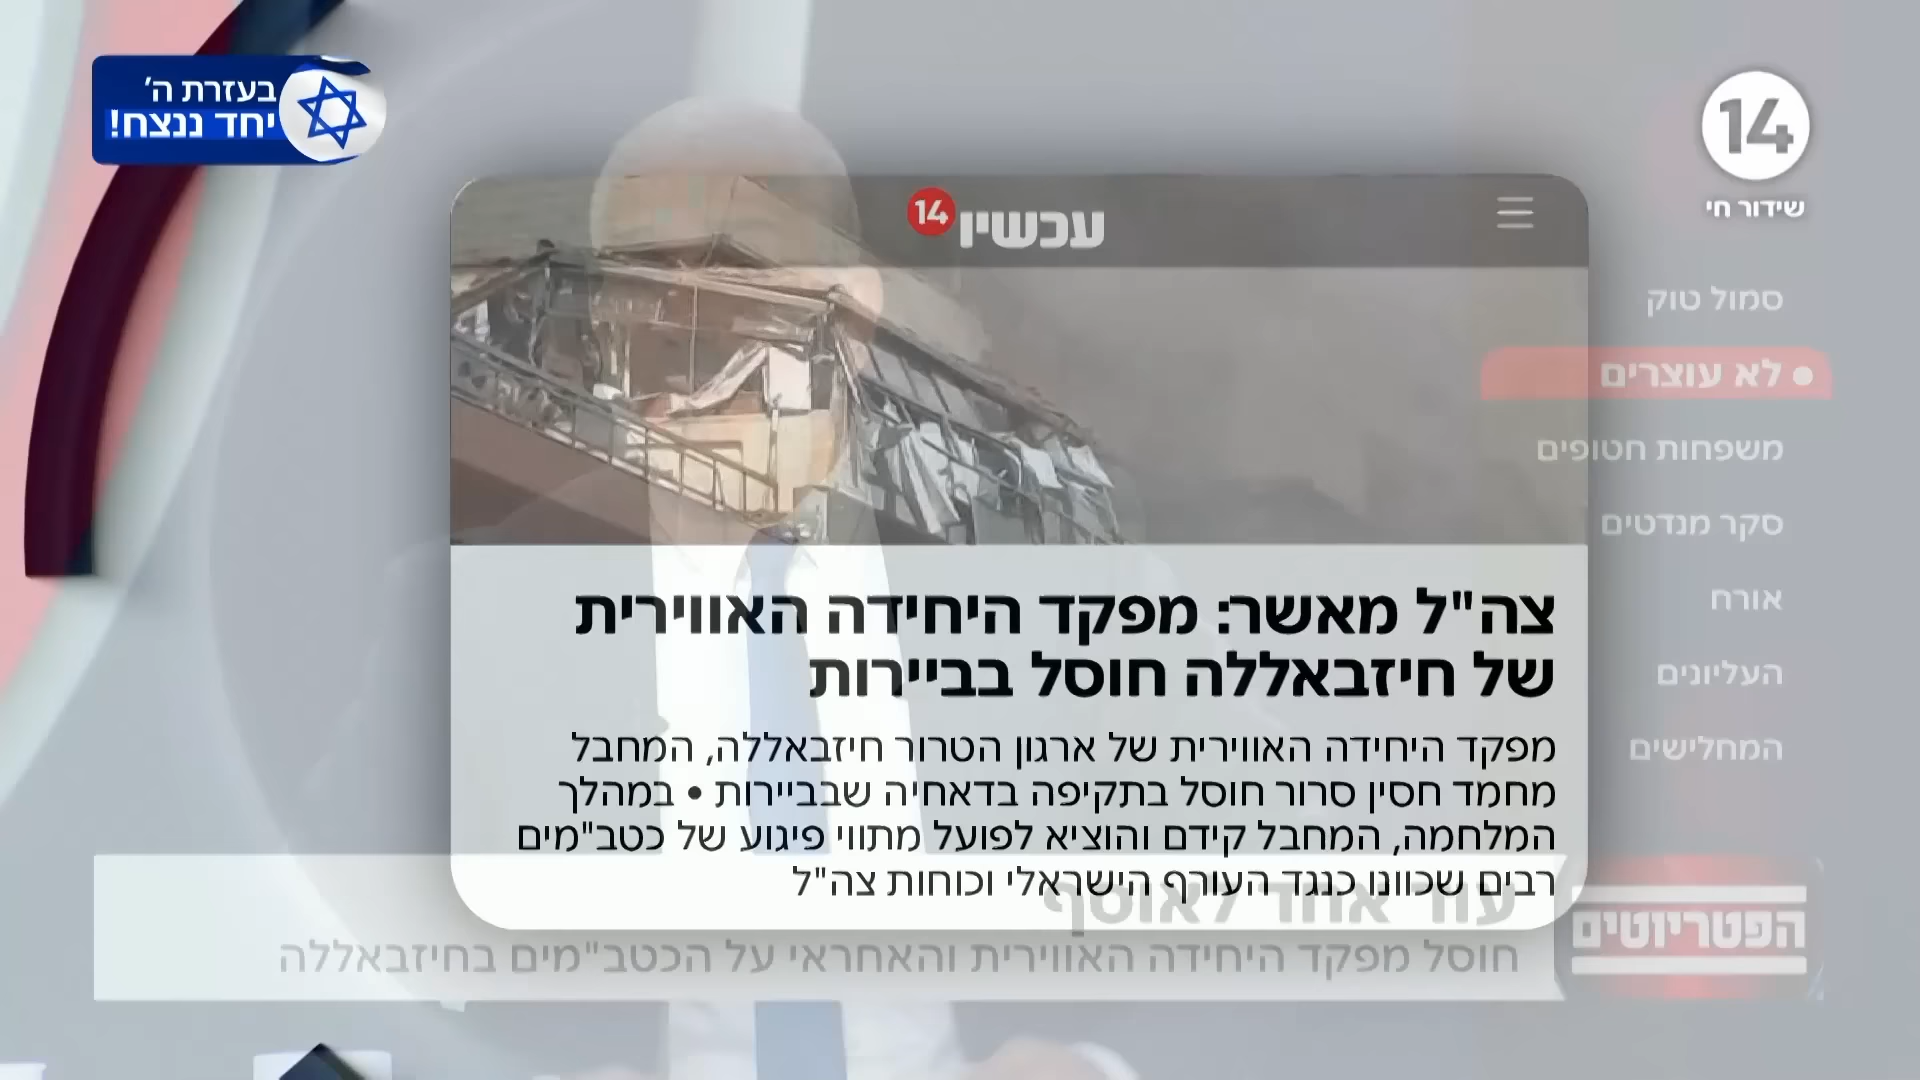 בעזרת ה'
יחד ננצח!
14
שידור חי
עכשיו 14
סמול טוק
לא עוצרים
משפחות חטופים
סקר מנדטים
אורח
העליונים
המחלישים
צה"ל מאשר: מפקד היחידה האווירית
של חיזבאללה חוסל בביירות
מפקד היחידה האווירית של ארגון הטרור חיזבאללה, המחבל
מחמד חסין סרור חוסל בתקיפה בדאחיה שבביירות • במהלך
המלחמה, המחבל קידם והוציא לפועל מתווי פיגוע של כטב"מים
רבים שכוונו כנגד העורף הישראלי וכוחות צה"ל
עוד אחד לאוסף
חוסל מפקד היחידה האווירית והאחראי על הכטב"מים בחיזבאללה
הפטריוטים